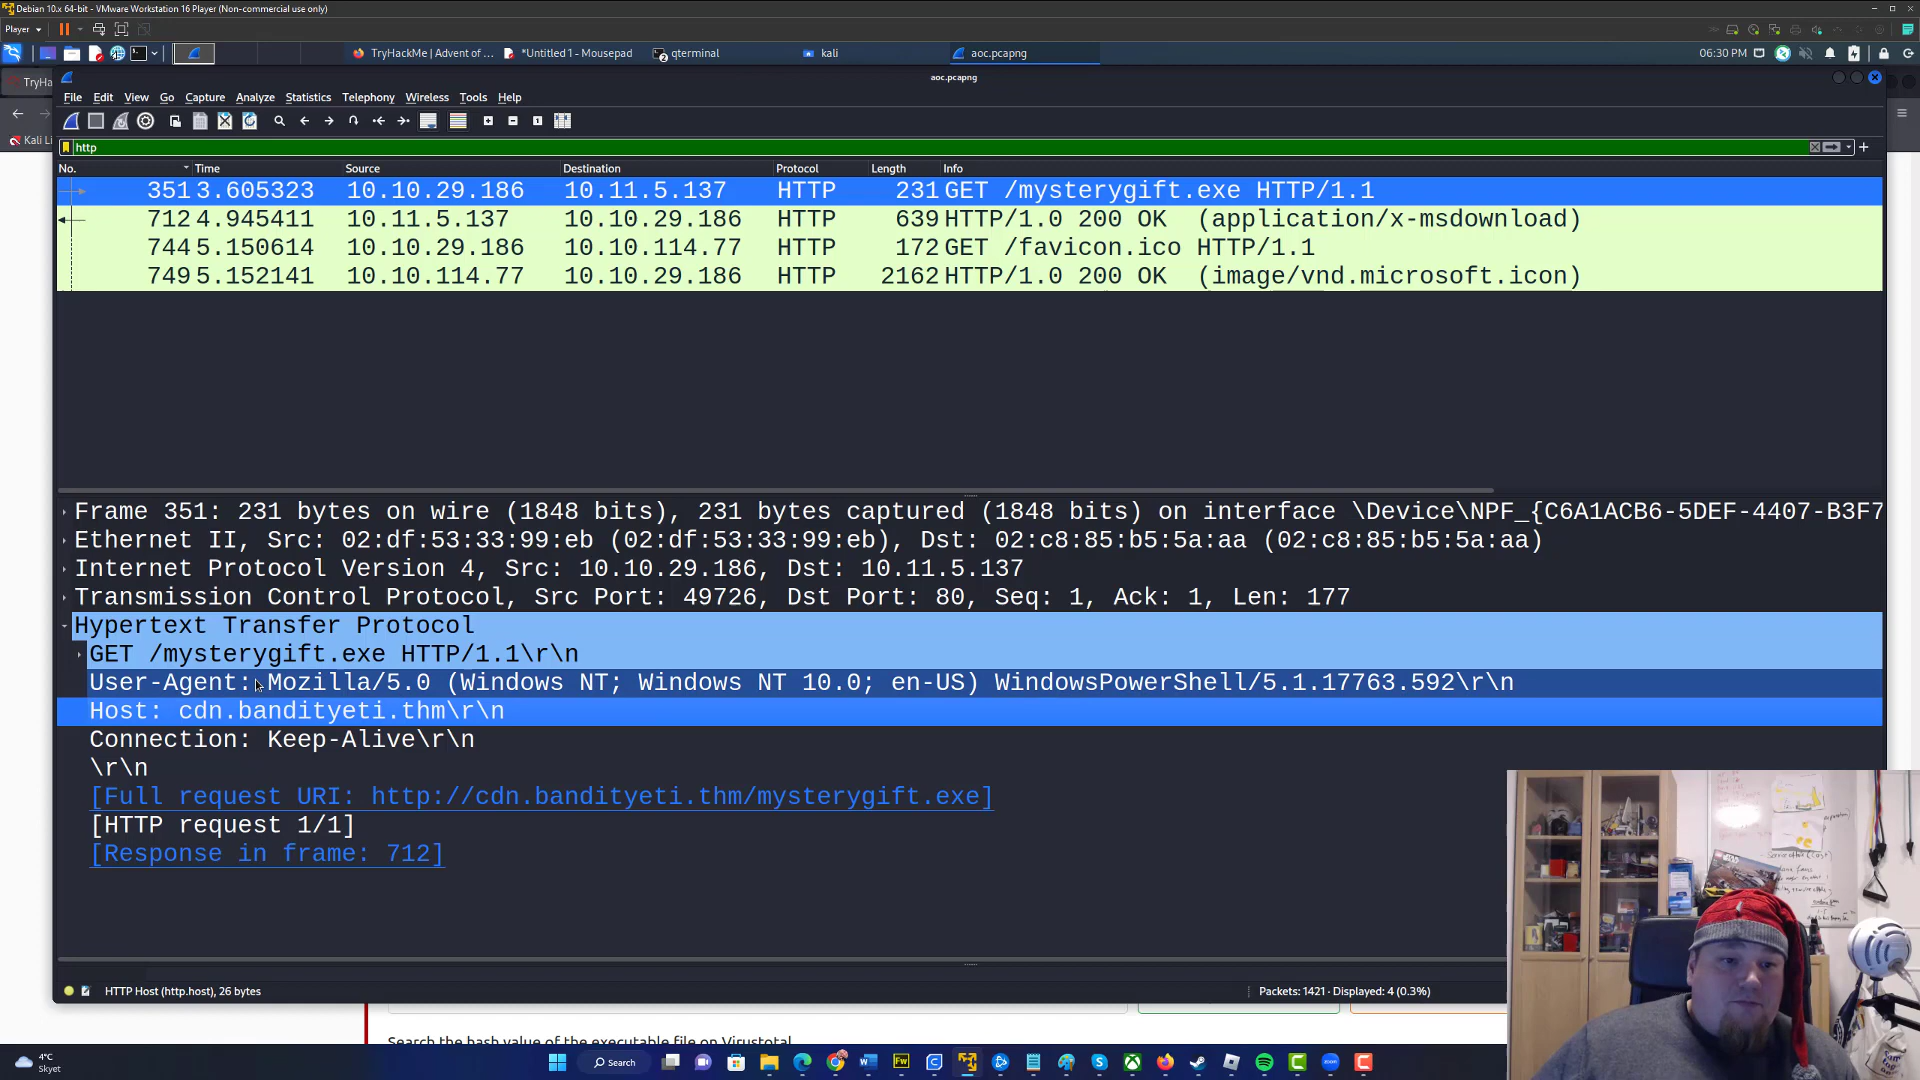 Debian 10.x 64-bit - VMware Workstation 16 Player (Non-commercial use only)
Player
TryHackMe | Advent of ...
*Untitled 1 - Mousepad
2 qterminal
kali
aoc.pcapng
06:30 PM
TryHa
aoc.pcapng
File Edit View Go Capture Analyze Statistics Telephony Wireless Tools Help
Kali Li
http
No. Time Source Destination Protocol Length Info
351 3.605323 10.10.29.186 10.11.5.137 HTTP 231 GET /mysterygift.exe HTTP/1.1
712 4.945411 10.11.5.137 10.10.29.186 HTTP 639 HTTP/1.0 200 OK (application/x-msdownload)
744 5.150614 10.10.29.186 10.10.114.77 HTTP 172 GET /favicon.ico HTTP/1.1
749 5.152141 10.10.114.77 10.10.29.186 HTTP 2162 HTTP/1.0 200 OK (image/vnd.microsoft.icon)
Frame 351: 231 bytes on wire (1848 bits), 231 bytes captured (1848 bits) on interface \Device\NPF_{C6A1ACB6-5DEF-4407-B3F7
Ethernet II, Src: 02:df:53:33:99:eb (02:df:53:33:99:eb), Dst: 02:c8:85:b5:5a:aa (02:c8:85:b5:5a:aa)
Internet Protocol Version 4, Src: 10.10.29.186, Dst: 10.11.5.137
Transmission Control Protocol, Src Port: 49726, Dst Port: 80, Seq: 1, Ack: 1, Len: 177
Hypertext Transfer Protocol
GET /mysterygift.exe HTTP/1.1\r\n
User-Agent: Mozilla/5.0 (Windows NT; Windows NT 10.0; en-US) WindowsPowerShell/5.1.17763.592\r\n
Host: cdn.bandityeti.thm\r\n
Connection: Keep-Alive\r\n
\r\n
[Full request URI: http://cdn.bandityeti.thm/mysterygift.exe]
[HTTP request 1/1]
[Response in frame: 712]
HTTP Host (http.host), 26 bytes
Packets: 1421 · Displayed: 4 (0.3%)
Search the hash value of the executable file on Virustotal
4°C
Skyet
Search